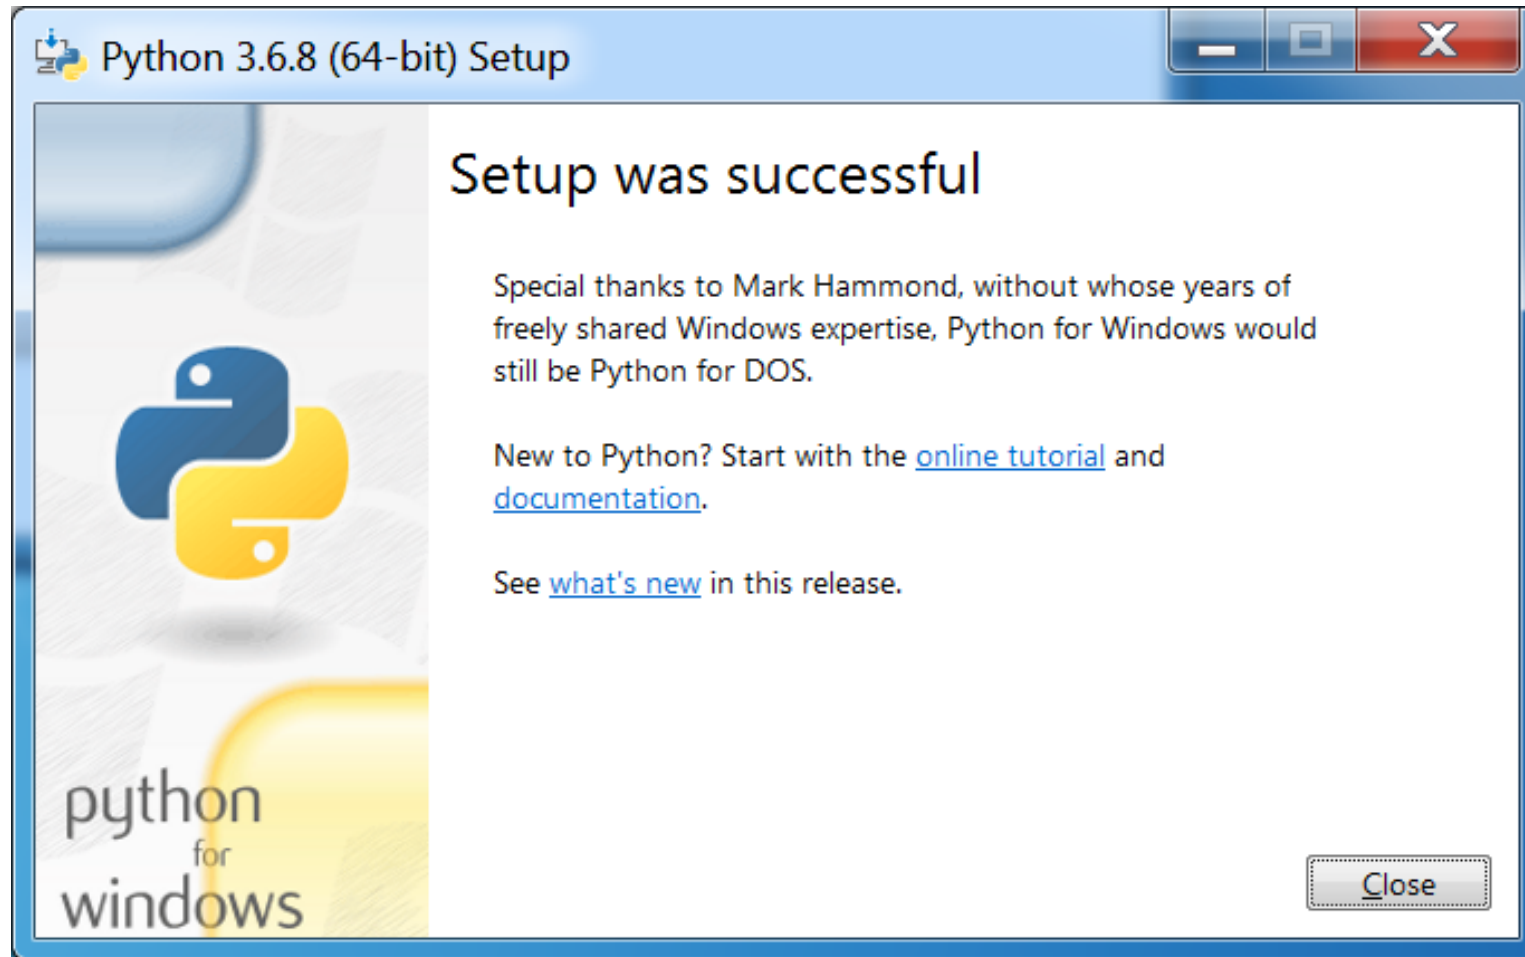 Python 3.6.8 (64-bit) Setup
Setup was successful
Special thanks to Mark Hammond, without whose years of
freely shared Windows expertise, Python for Windows would
still be Python for DOS.
New to Python? Start with the online tutorial and
documentation.
See what's new in this release.
python
for
windows
Close